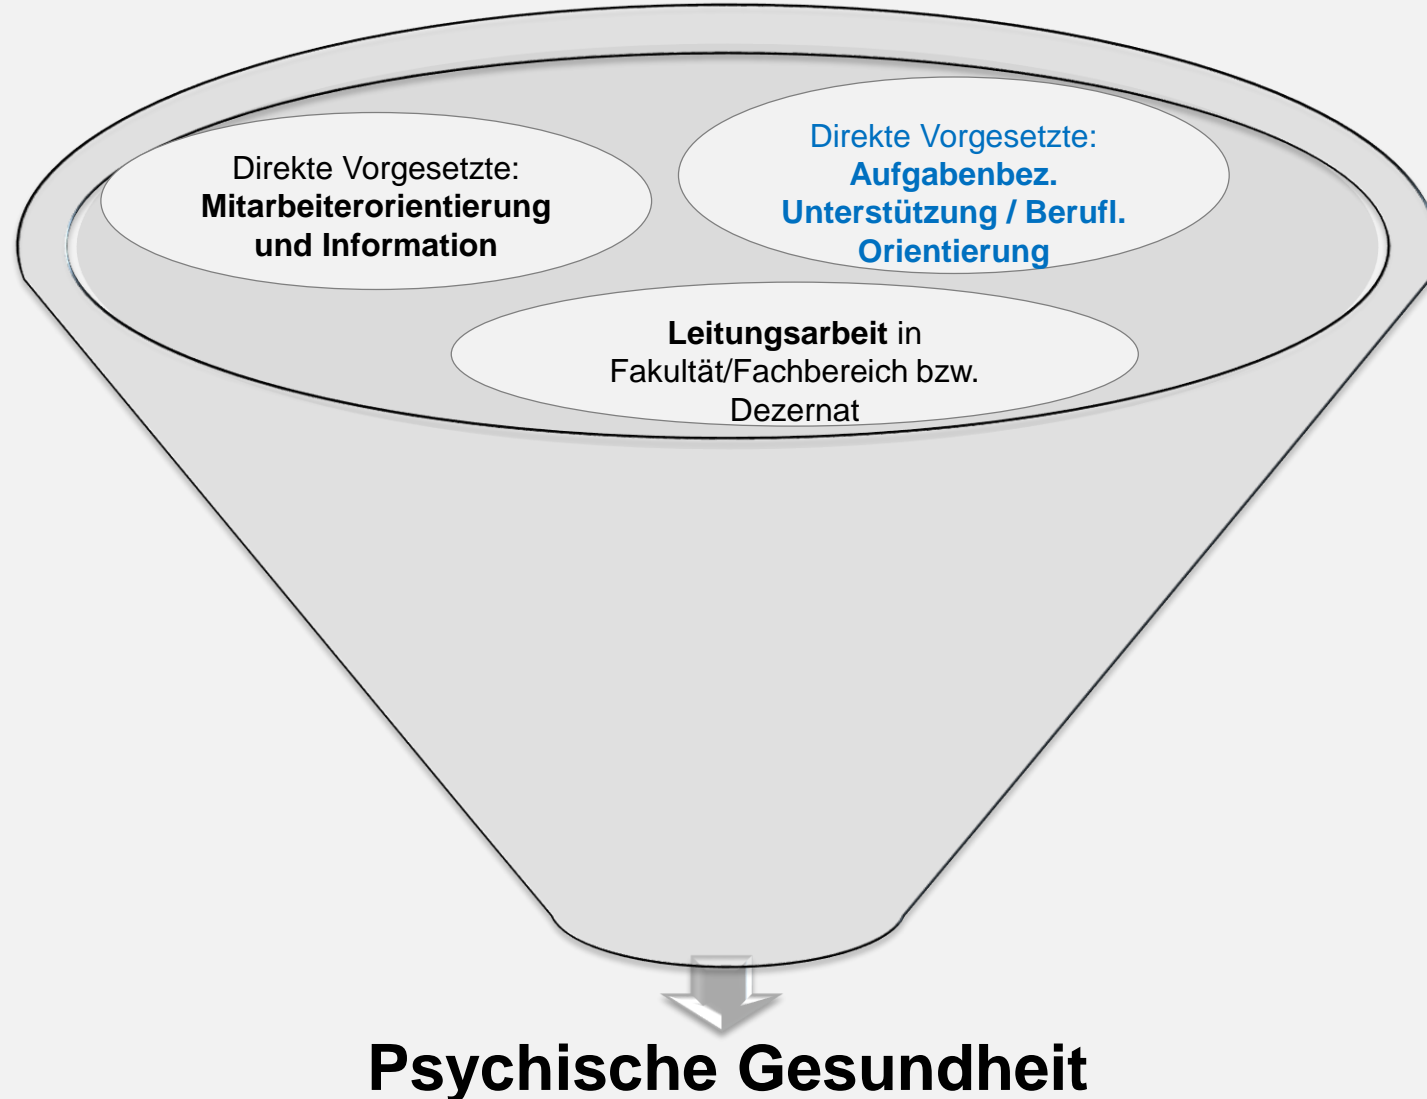 Direkte Vorgesetzte:
Mitarbeiterorientierung
und Information
Direkte Vorgesetzte:
Aufgabenbez.
Unterstützung / Berufl.
Orientierung
Leitungsarbeit in
Fakultät/Fachbereich bzw.
Dezernat
Psychische Gesundheit